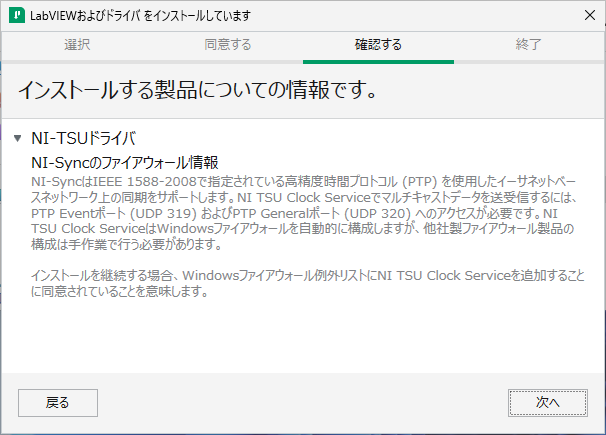 LabVIEWおよびドライバ をインストールしています
選択
同意する
確認する
終了
インストールする製品についての情報です。
NI-TSUドライバ
NI-Syncのファイアウォール情報
NI-SyncはIEEE 1588-2008で指定されている高精度時間プロトコル (PTP) を使用したイーサネットベー
スネットワーク上の同期をサポートします。NI TSU Clock Serviceでマルチキャストデータを送受信するには、
PTP Eventポート (UDP 319) およびPTP Generalポート (UDP 320) へのアクセスが必要です。NI
TSU Clock ServiceはWindowsファイアウォールを自動的に構成しますが、他社製ファイアウォール製品の
構成は手作業で行う必要があります。
インストールを継続する場合、Windowsファイアウォール例外リストにNI TSU Clock Serviceを追加すること
に同意されていることを意味します。
戻る
次へ